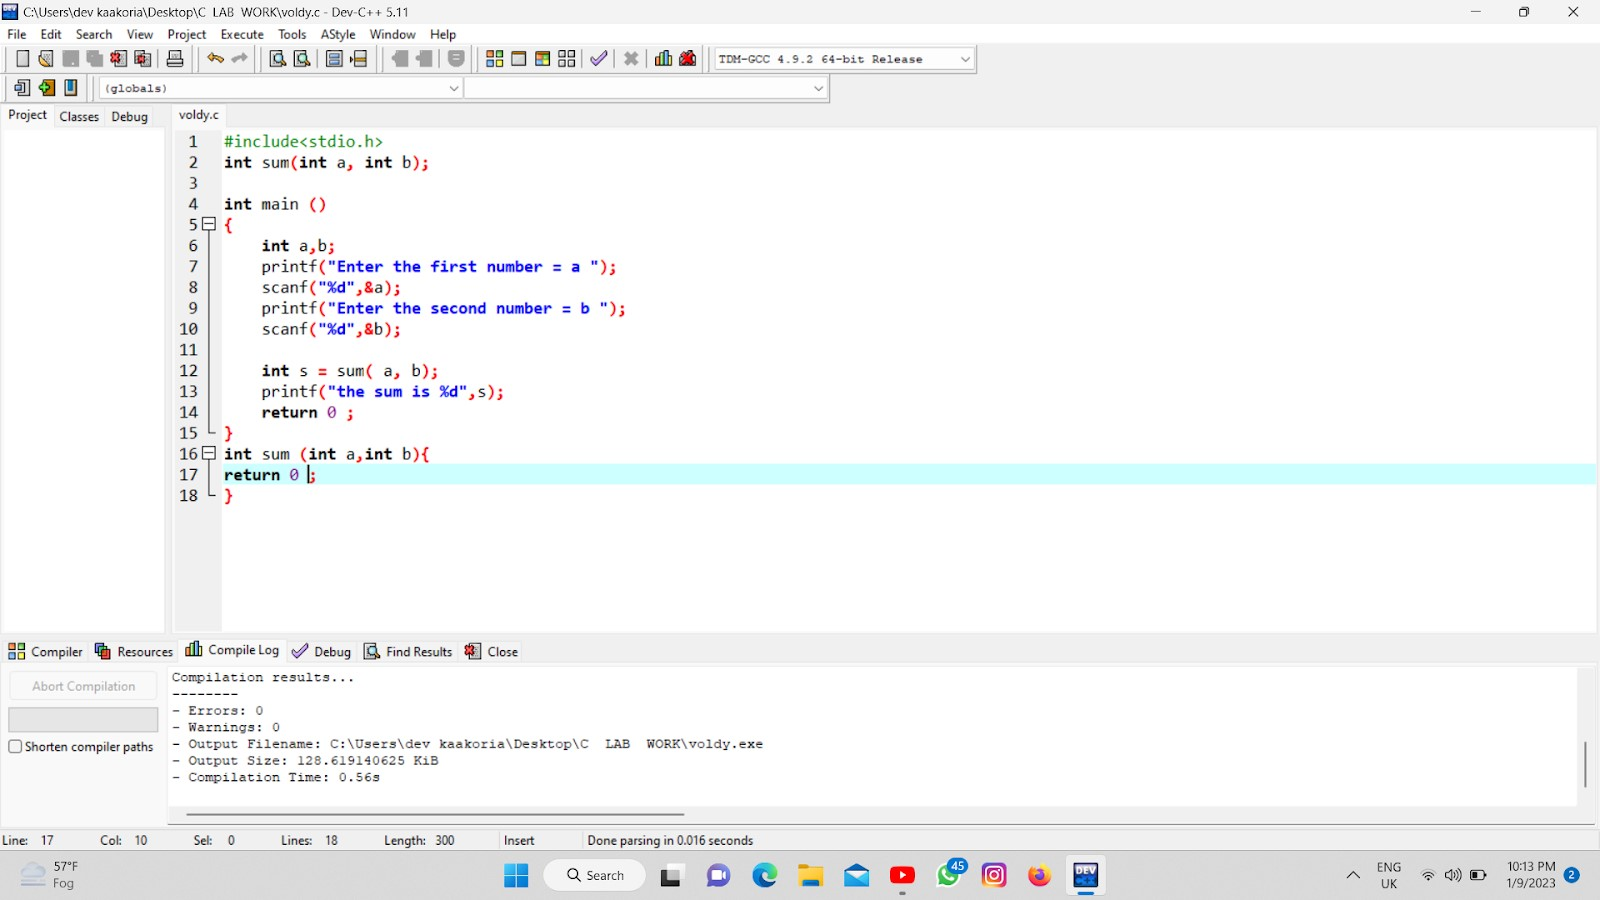 C:\Users\dev kaakoria\Desktop\C  LAB  WORK\voldy.c - Dev-C++ 5.11
File Edit Search View Project Execute Tools AStyle Window Help
TDM-GCC 4.9.2 64-bit Release
(globals)
Project Classes Debug voldy.c
1 #include<stdio.h>
2 int sum(int a, int b);
3
4 int main ()
5 {
6 int a,b;
7 printf("Enter the first number = a ");
8 scanf("%d",&a);
9 printf("Enter the second number = b ");
10 scanf("%d",&b);
11
12 int s = sum( a, b);
13 printf("the sum is %d",s);
14 return 0 ;
15 }
16 int sum (int a,int b){
17 return 0 ;
18 }
Compiler Resources Compile Log Debug Find Results Close
Abort Compilation
Shorten compiler paths
Compilation results...
--------
- Errors: 0
- Warnings: 0
- Output Filename: C:\Users\dev kaakoria\Desktop\C  LAB  WORK\voldy.exe
- Output Size: 128.619140625 KiB
- Compilation Time: 0.56s
Line: 17 Col: 10 Sel: 0 Lines: 18 Length: 300 Insert Done parsing in 0.016 seconds
57°F
Fog
Search
DEV
C++
45
ENG
UK
10:13 PM
1/9/2023
2